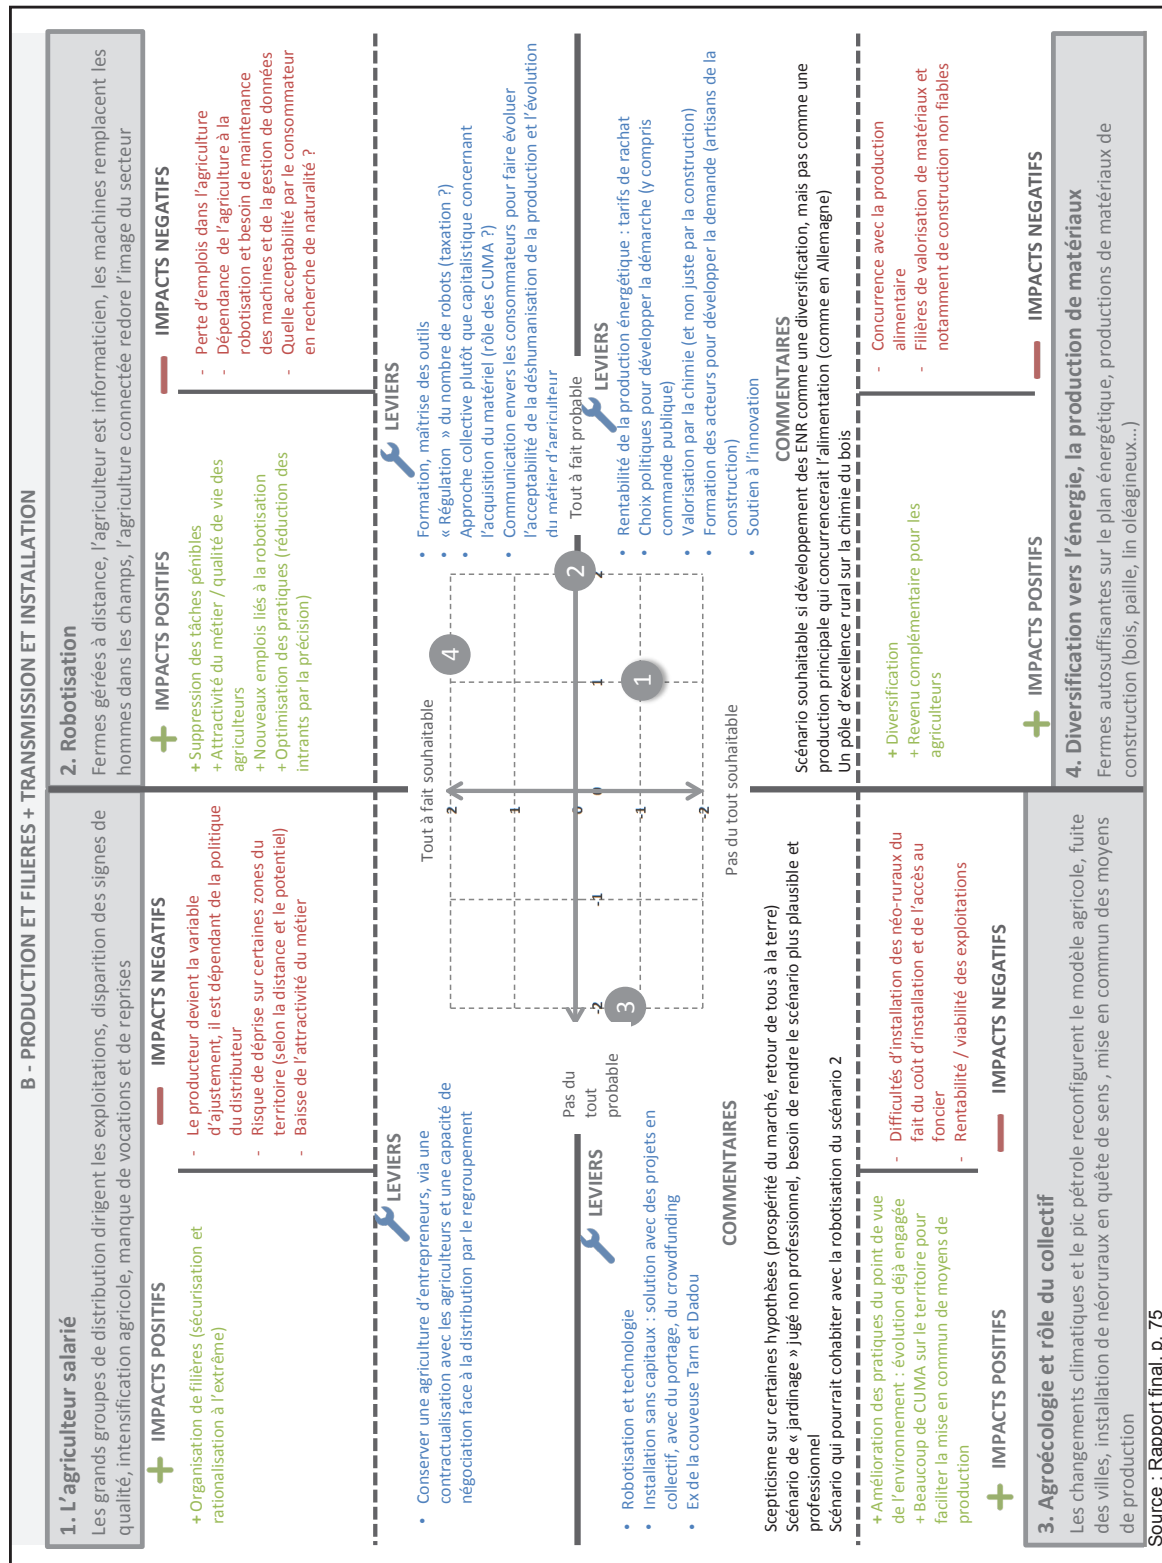 B - PRODUCTION ET FILIERES + TRANSMISSION ET INSTALLATION
1. L'agriculteur salarié
Les grands groupes de distribution dirigent les exploitations, disparition des signes de
qualité, intensification agricole, manque de vocations et de reprises
IMPACTS POSITIFS
+ Organisation de filières (sécurisation et
rationalisation à l'extrême)
IMPACTS NEGATIFS
- Le producteur devient la variable
d'ajustement, il est dépendant de la politique
du distributeur
- Risque de déprise sur certaines zones du
territoire (selon la distance et le potentiel)
- Baisse de l'attractivité du métier
LEVIERS
• Conserver une agriculture d'entrepreneurs, via une
contractualisation avec les agriculteurs et une capacité de
négociation face à la distribution par le regroupement
2. Robotisation
Fermes gérées à distance, l'agriculteur est informaticien, les machines remplacent les
hommes dans les champs, l'agriculture connectée redore l'image du secteur
IMPACTS POSITIFS
+ Suppression des tâches pénibles
+ Attractivité du métier / qualité de vie des
agriculteurs
+ Nouveaux emplois liés à la robotisation
+ Optimisation des pratiques (réduction des
intrants par la précision)
IMPACTS NEGATIFS
- Perte d'emplois dans l'agriculture
- Dépendance de l'agriculture à la
robotisation et besoin de maintenance
des machines et de la gestion de données
- Quelle acceptabilité par le consommateur
en recherche de naturalité ?
LEVIERS
• Formation, maîtrise des outils
• « Régulation » du nombre de robots (taxation ?)
• Approche collective plutôt que capitalistique concernant
l'acquisition du matériel (rôle des CUMA ?)
• Communication envers les consommateurs pour faire évoluer
l'acceptabilité de la déshumanisation de la production et l'évolution
du métier d'agriculteur
Tout à fait souhaitable
Pas du
tout
probable
Tout à fait probable
Pas du tout souhaitable
2
1
0
-1
-2
-2
-1
0
1
2
4
2
1
3
LEVIERS
• Robotisation et technologie
• Installation sans capitaux : solution avec des projets en
collectif, avec du portage, du crowdfunding
• Ex de la couveuse Tarn et Dadou
COMMENTAIRES
Scepticisme sur certaines hypothèses (prospérité du marché, retour de tous à la terre)
Scénario de « jardinage » jugé non professionnel, besoin de rendre le scénario plus plausible et
professionnel
Scénario qui pourrait cohabiter avec la robotisation du scénario 2
+ Amélioration des pratiques du point de vue
de l'environnement : évolution déjà engagée
+ Beaucoup de CUMA sur le territoire pour
faciliter la mise en commun de moyens de
production
IMPACTS POSITIFS
- Difficultés d'installation des néo-ruraux du
fait du coût d'installation et de l'accès au
foncier
- Rentabilité / viabilité des exploitations
IMPACTS NEGATIFS
3. Agroécologie et rôle du collectif
Les changements climatiques et le pic pétrole reconfigurent le modèle agricole, fuite
des villes, installation de néoruraux en quête de sens , mise en commun des moyens
de production
LEVIERS
• Rentabilité de la production énergétique : tarifs de rachat
• Choix politiques pour développer la démarche (y compris
commande publique)
• Valorisation par la chimie (et non juste par la construction)
• Formation des acteurs pour développer la demande (artisans de la
construction)
• Soutien à l'innovation
COMMENTAIRES
Scénario souhaitable si développement des ENR comme une diversification, mais pas comme une
production principale qui concurrencerait l'alimentation (comme en Allemagne)
Un pôle d'excellence rural sur la chimie du bois
+ Diversification
+ Revenu complémentaire pour les
agriculteurs
IMPACTS POSITIFS
- Concurrence avec la production
alimentaire
- Filières de valorisation de matériaux et
notamment de construction non fiables
IMPACTS NEGATIFS
4. Diversification vers l'énergie, la production de matériaux
Fermes autosuffisantes sur le plan énergétique, productions de matériaux de
construction (bois, paille, lin oléagineux...)
Source : Rapport final, p. 75